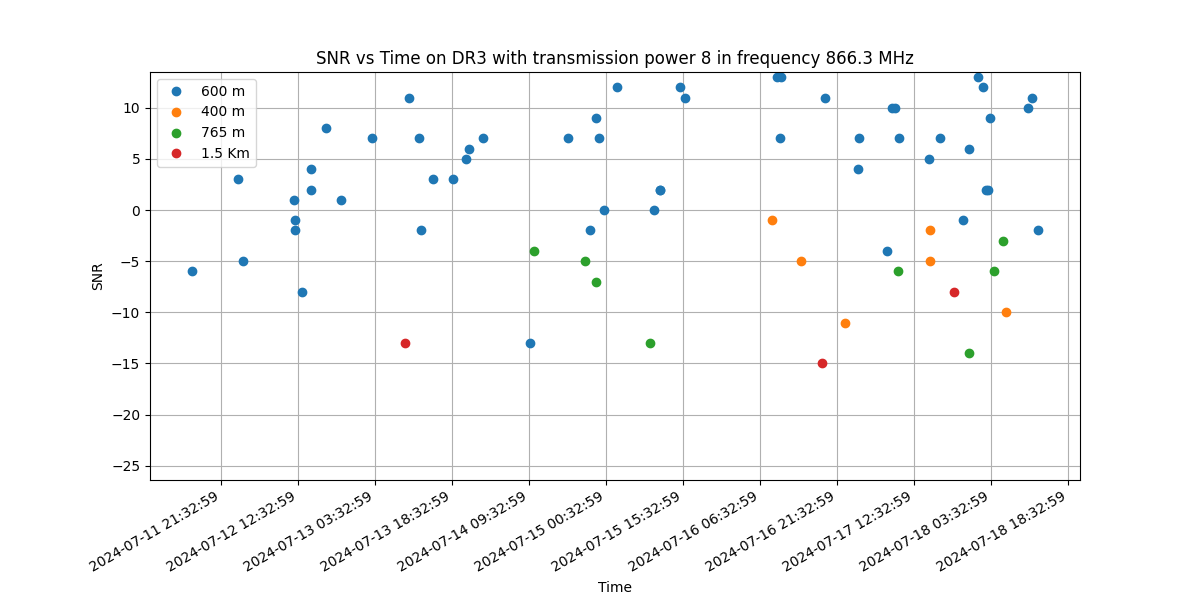 SNR vs Time on DR3 with transmission power 8 in frequency 866.3 MHz
600 m
400 m
765 m
1.5 Km
10
5
0
−5
−10
−15
−20
−25
SNR
2024-07-11 21:32:59
2024-07-12 12:32:59
2024-07-13 03:32:59
2024-07-13 18:32:59
2024-07-14 09:32:59
2024-07-15 00:32:59
2024-07-15 15:32:59
2024-07-16 06:32:59
2024-07-16 21:32:59
2024-07-17 12:32:59
2024-07-18 03:32:59
2024-07-18 18:32:59
Time